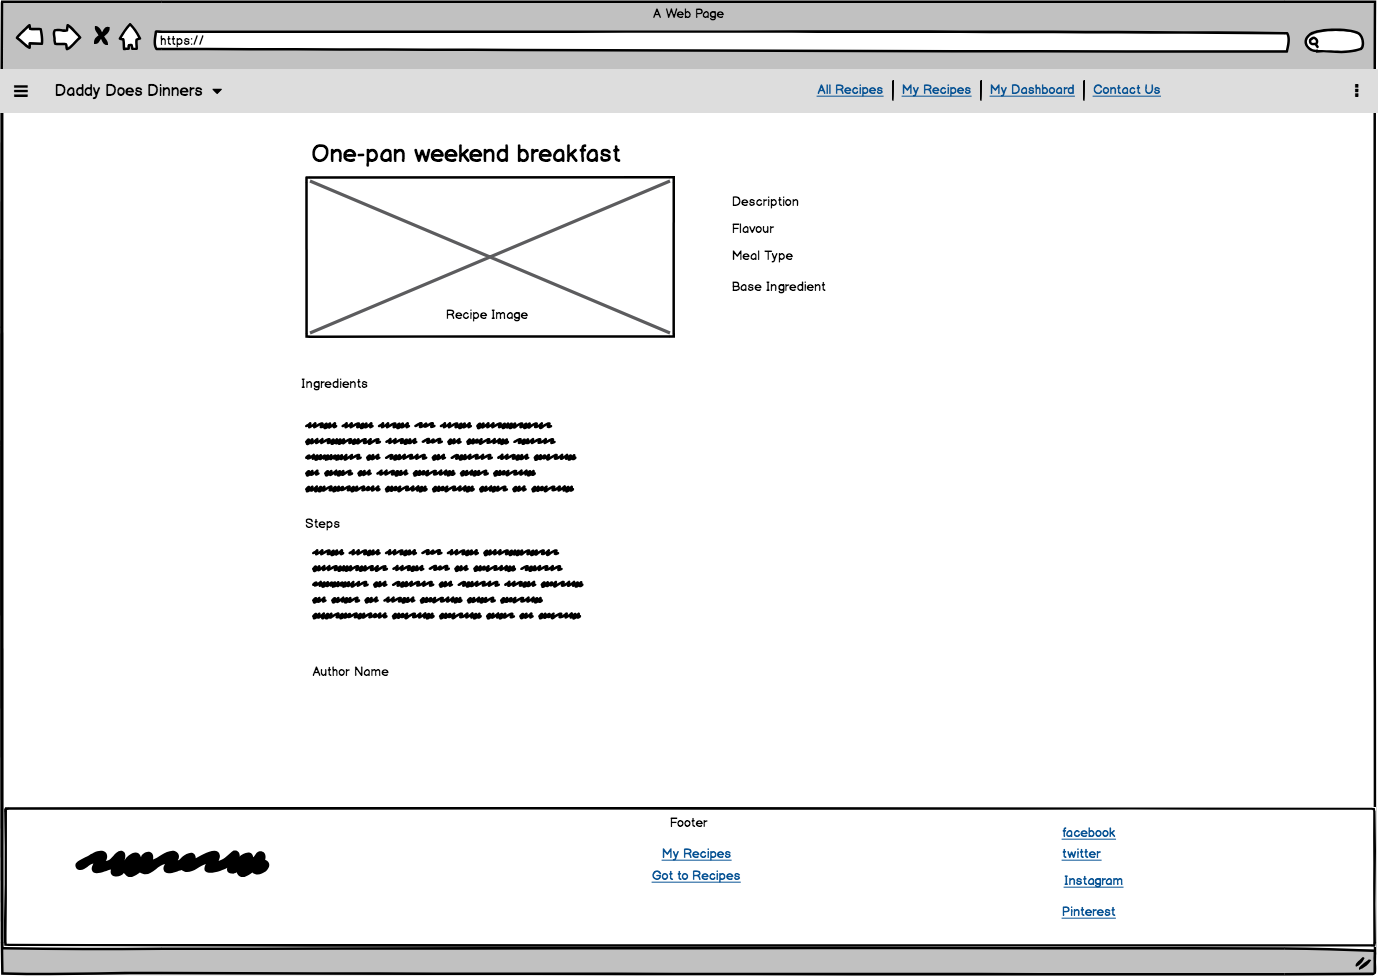 A Web Page
https://
Daddy Does Dinners
All Recipes My Recipes My Dashboard Contact Us
One-pan weekend breakfast
Description
Flavour
Meal Type
Base Ingredient
Recipe Image
Ingredients
Steps
Author Name
Footer
My Recipes
Got to Recipes
facebook
twitter
Instagram
Pinterest